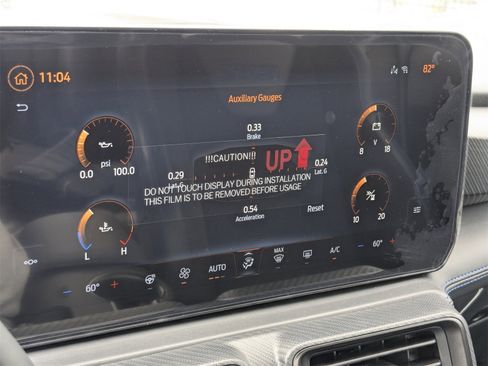 11:04
82°
Auxiliary Gauges
0.33
Brake
psi
0.0 100.0
!!!CAUTION!!!
UP
V
8 18
0.29
Lat. G
0.24
Lat. G
DO NOT TOUCH DISPLAY DURING INSTALLATION
THIS FILM IS TO BE REMOVED BEFORE USAGE
0.54
Acceleration
Reset
L H
10 20
- 60° +
AUTO
MAX
A/C
- 60° +